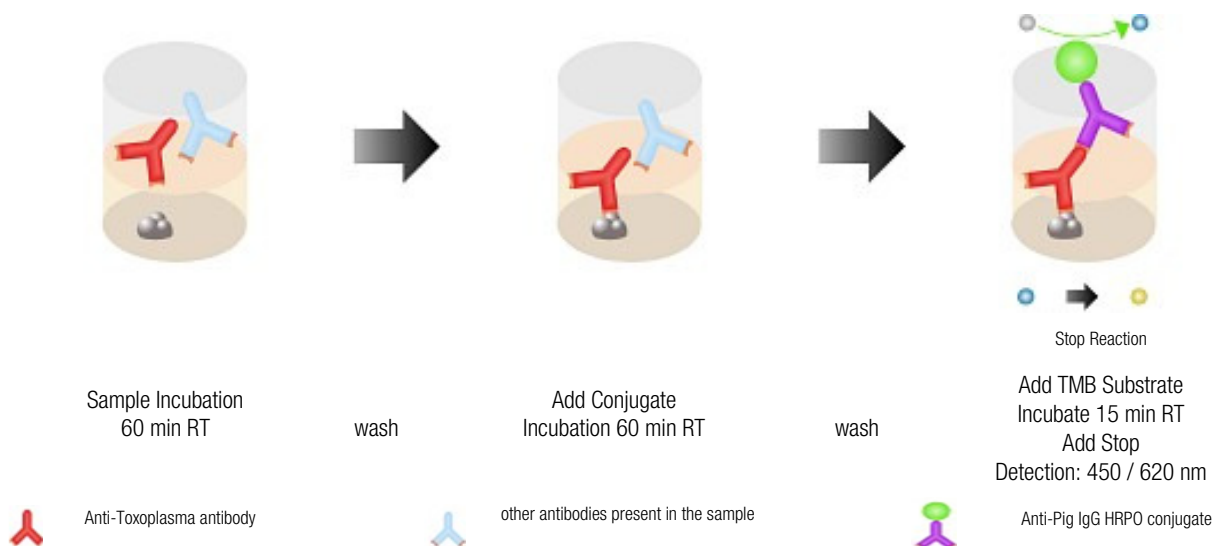 Stop Reaction
Sample Incubation
60 min RT
wash
Add Conjugate
Incubation 60 min RT
wash
Add TMB Substrate
Incubate 15 min RT
Add Stop
Detection: 450 / 620 nm
Anti-Toxoplasma antibody
other antibodies present in the sample
Anti-Pig IgG HRPO conjugate